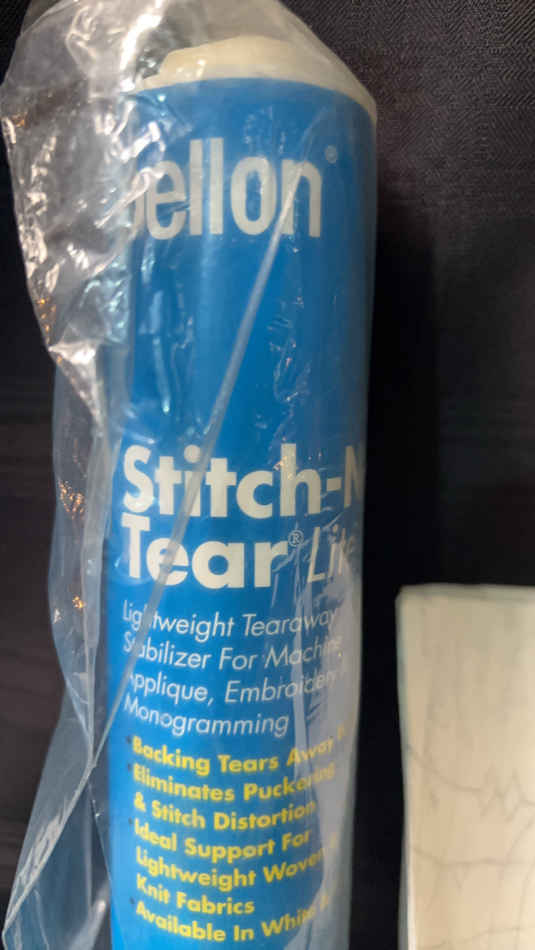 ellon®
Stitch-N
Tear® Lite
Lightweight Tearaway
Stabilizer For Machine
Applique, Embroidery
Monogramming
Backing Tears Away
Eliminates Puckering
& Stitch Distortion
Ideal Support For
Lightweight Woven
Knit Fabrics
Available In White